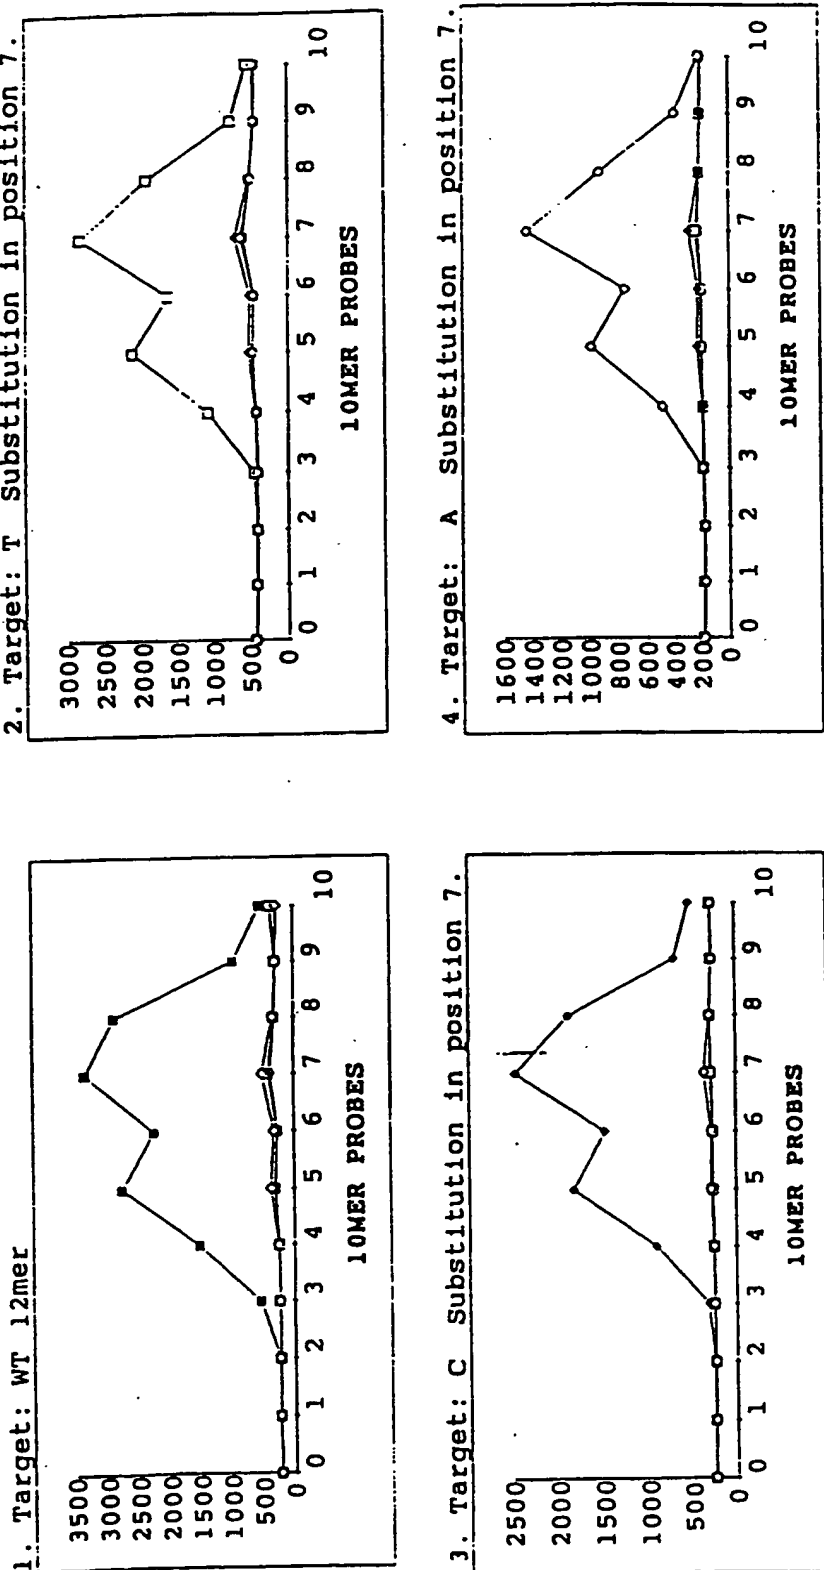 1. Target: WT 12mer
3500
3000
2500
2000
1500
1000
500
0
0 1 2 3 4 5 6 7 8 9 10
10MER PROBES
2. Target: T Substitution in position 7.
3000
2500
2000
1500
1000
500
0
0 1 2 3 4 5 6 7 8 9 10
10MER PROBES
3. Target: C Substitution in position 7.
2500
2000
1500
1000
500
0
0 1 2 3 4 5 6 7 8 9 10
10MER PROBES
4. Target: A Substitution in position 7.
1600
1400
1200
1000
800
600
400
200
0
0 1 2 3 4 5 6 7 8 9 10
10MER PROBES